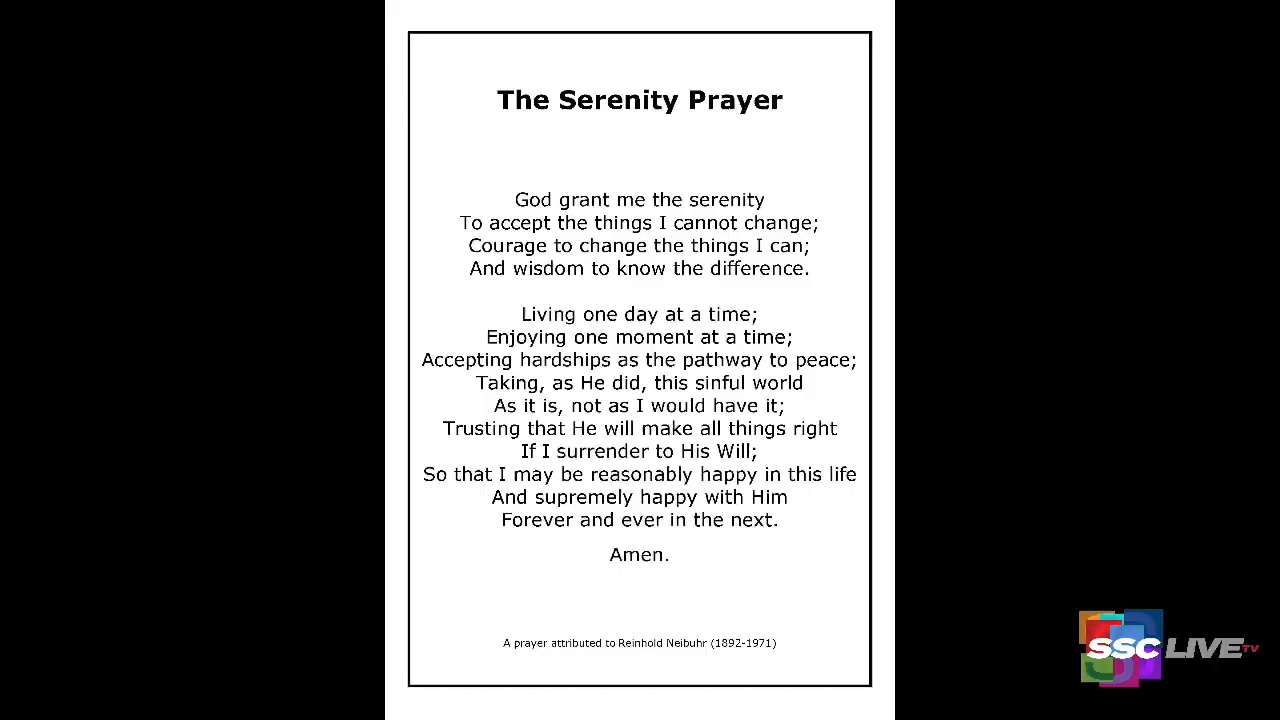 The Serenity Prayer
God grant me the serenity
To accept the things I cannot change;
Courage to change the things I can;
And wisdom to know the difference.
Living one day at a time;
Enjoying one moment at a time;
Accepting hardships as the pathway to peace;
Taking, as He did, this sinful world
As it is, not as I would have it;
Trusting that He will make all things right
If I surrender to His Will;
So that I may be reasonably happy in this life
And supremely happy with Him
Forever and ever in the next.
Amen.
A prayer attributed to Reinhold Neibuhr (1892-1971)
SSC LIVE TV